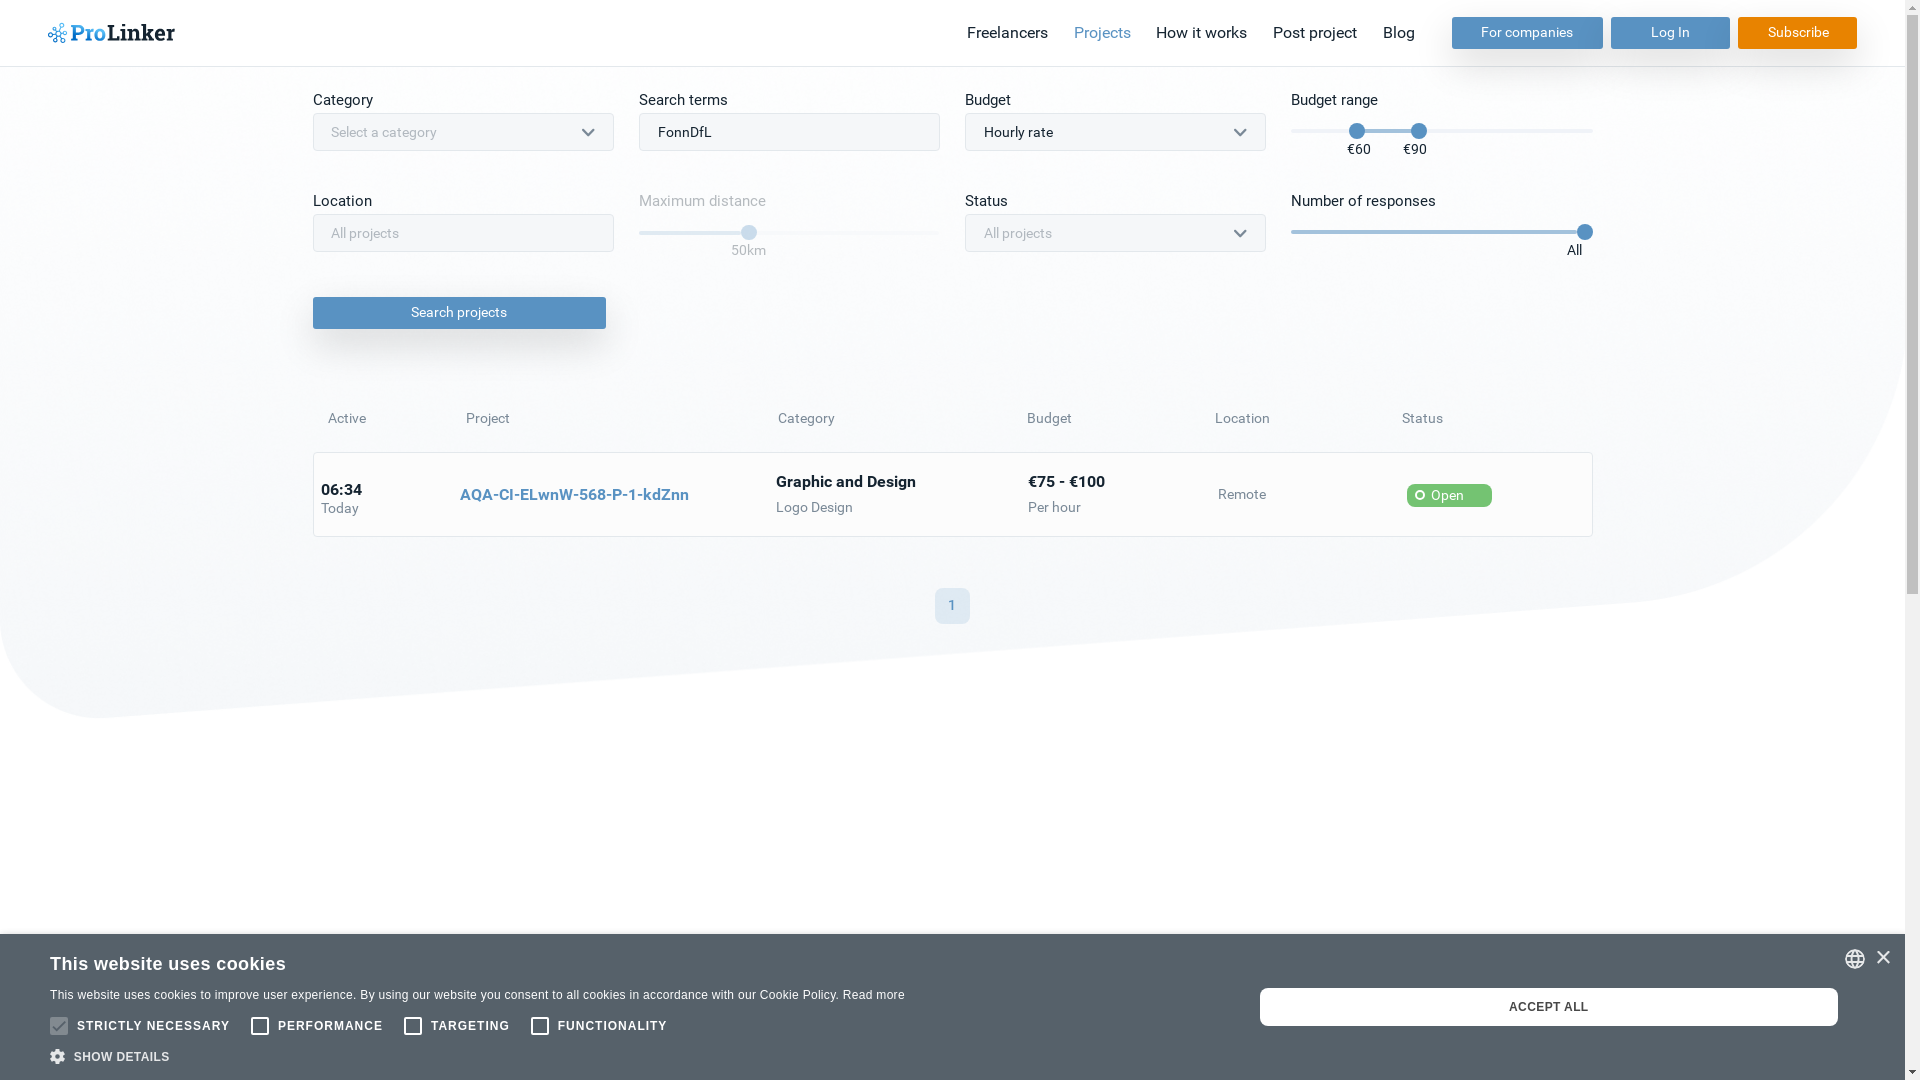 ProLinker
Freelancers Projects How it works Post project Blog For companies Log In Subscribe
Category Search terms Budget Budget range
Select a category FonnDfL Hourly rate
€60 €90
Location Maximum distance Status Number of responses
All projects 50km All projects All
Search projects
Active Project Category Budget Location Status
06:34 AQA-CI-ELwnW-568-P-1-kdZnn Graphic and Design €75 - €100 Remote Open
Today Logo Design Per hour
1
This website uses cookies
This website uses cookies to improve user experience. By using our website you consent to all cookies in accordance with our Cookie Policy. Read more
STRICTLY NECESSARY PERFORMANCE TARGETING FUNCTIONALITY
ACCEPT ALL
SHOW DETAILS